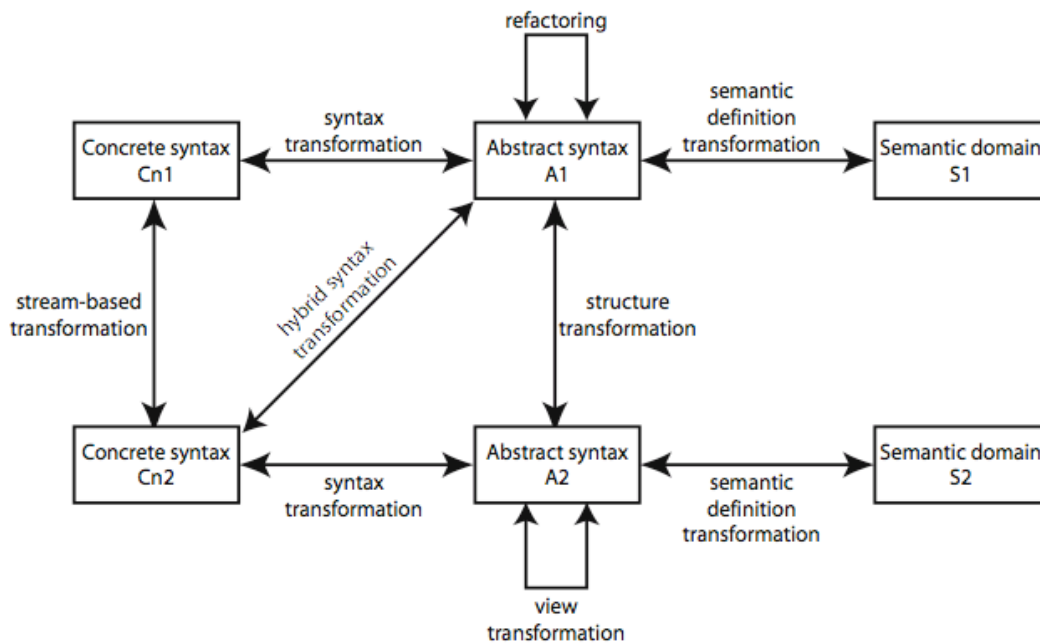 refactoring
syntax
transformation
semantic
definition
transformation
Concrete syntax
Cn1
Abstract syntax
A1
Semantic domain
S1
stream-based
transformation
hybrid syntax
transformation
structure
transformation
Concrete syntax
Cn2
Abstract syntax
A2
Semantic domain
S2
syntax
transformation
semantic
definition
transformation
view
transformation